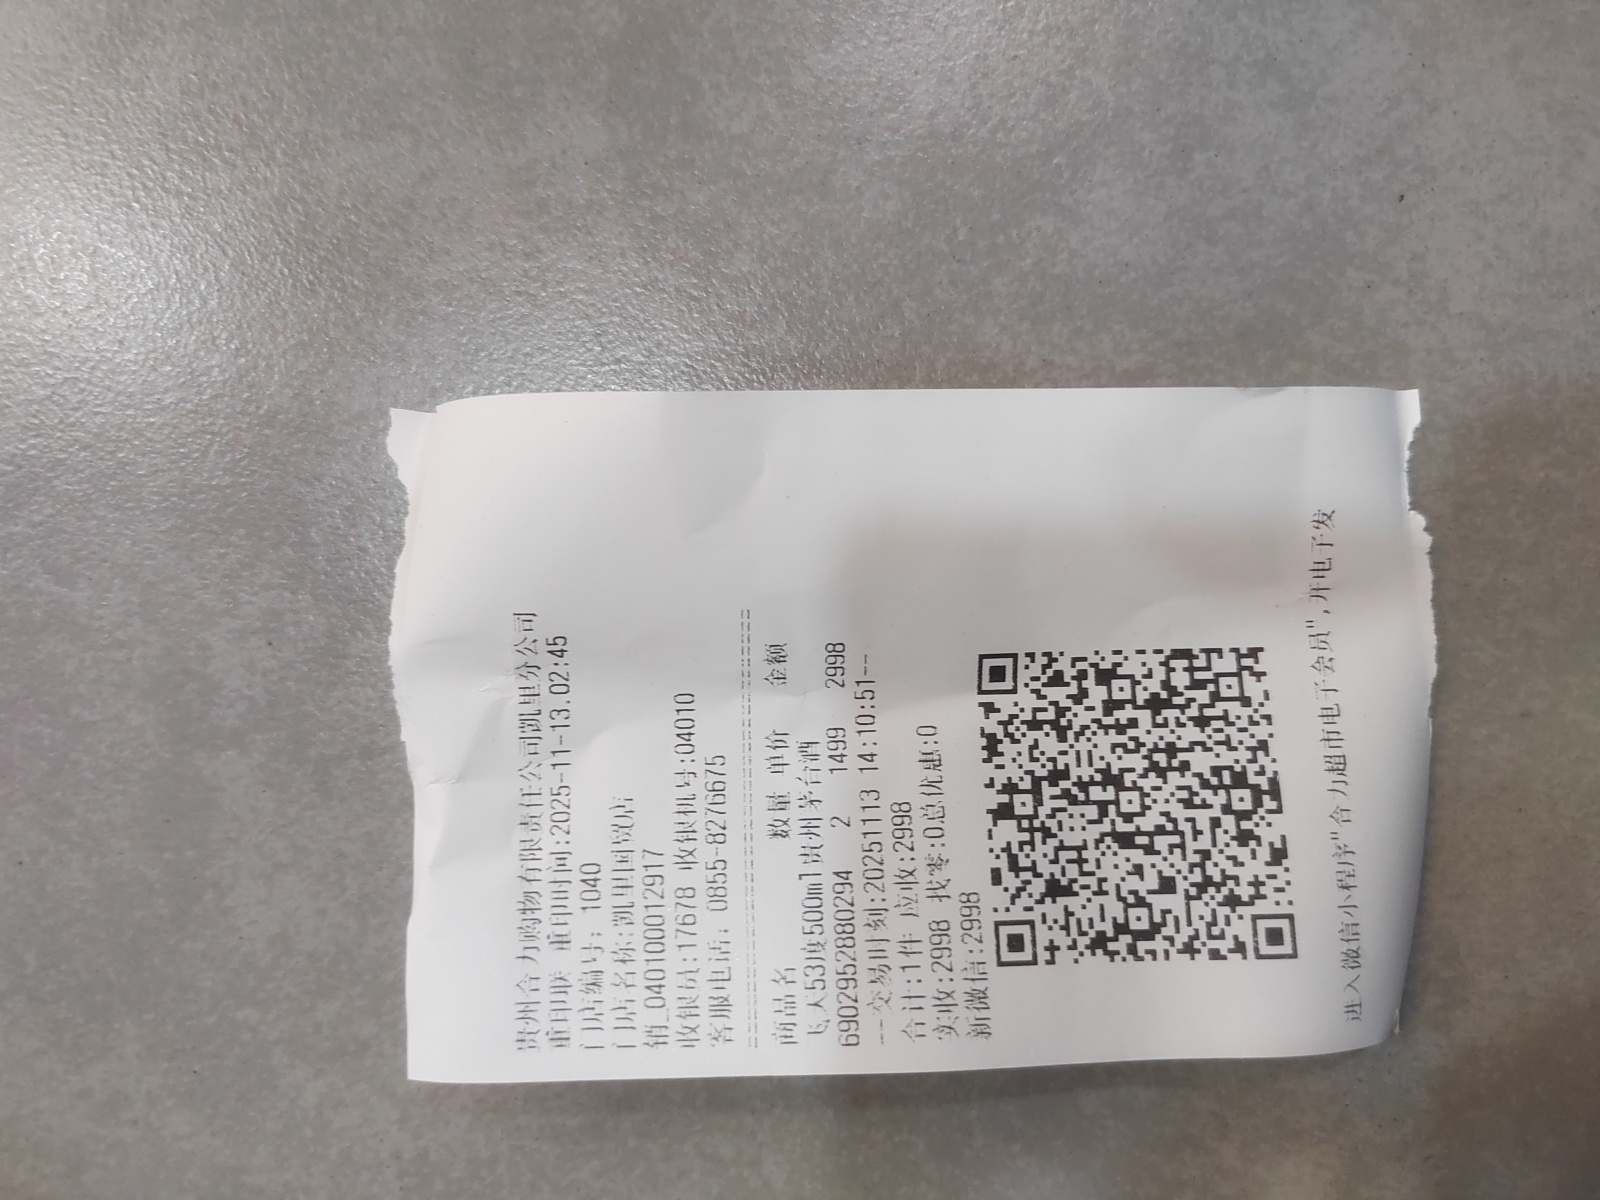 贵州合力购物有限责任公司凯里分公司
重印联 重印时间:2025-11-13.02:45
门店编号: 1040
门店名称:凯里国贸店
销_040100012917
收银员:17678 收银机号:04010
客服电话: 0855-8276675
商品名 数量 单价 金额
飞天53度500ml贵州茅台酒
6902952880294 2 1499 2998
---交易时刻:20251113 14:10:51--
合计:1件 应收:2998
实收:2998 找零:0总优惠:0
新微信:2998
进入微信小程序"合力超市电子会员",开电子发